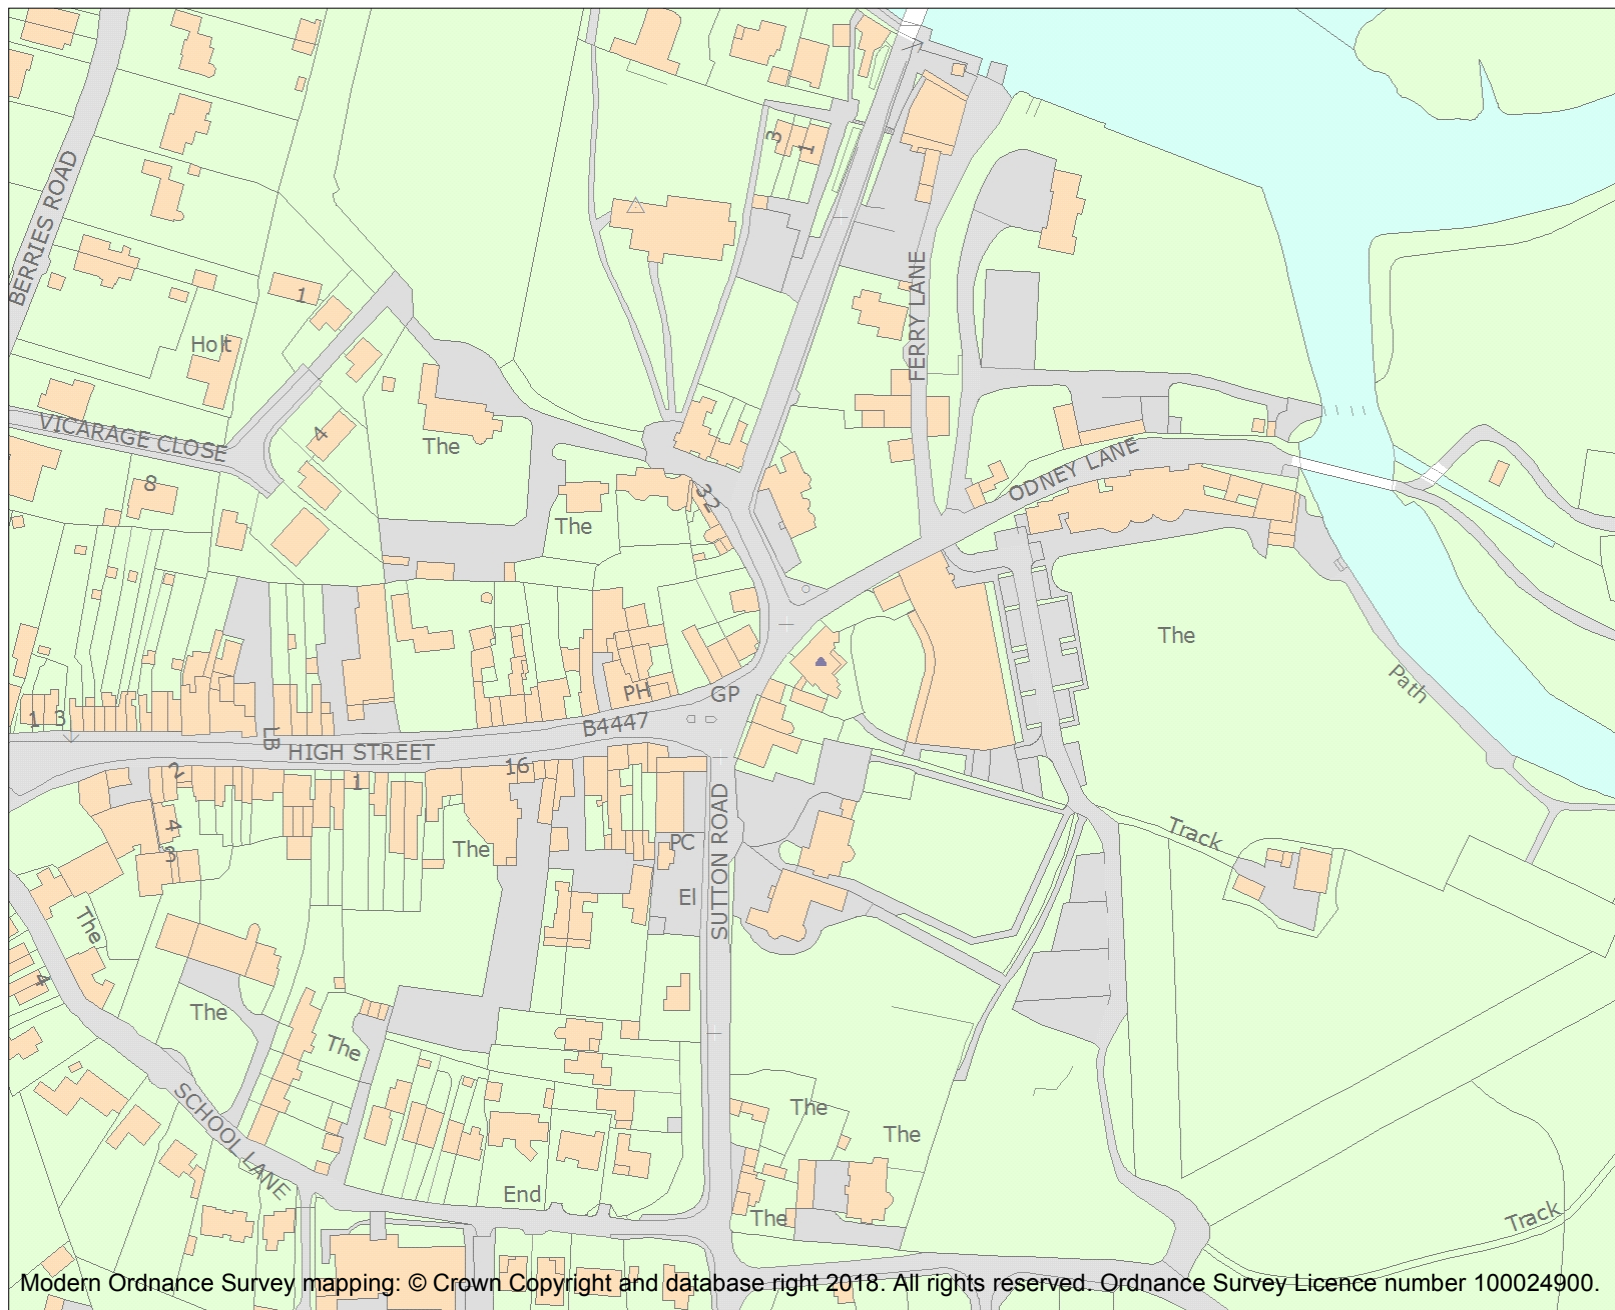 3
1
BERRIES ROAD
FERRY LANE
1
Holt
VICARAGE CLOSE
4
The
8
32
The
ODNEY LANE
The
Path
PH
GP
1
3
LB
B4447
HIGH STREET
16
2
1
4
3
The
PC
SUTTON ROAD
Track
El
The
4
The
The
SCHOOL LANE
The
The
End
The
Track
Modern Ordnance Survey mapping: © Crown Copyright and database right 2018. All rights reserved. Ordnance Survey Licence number 100024900.